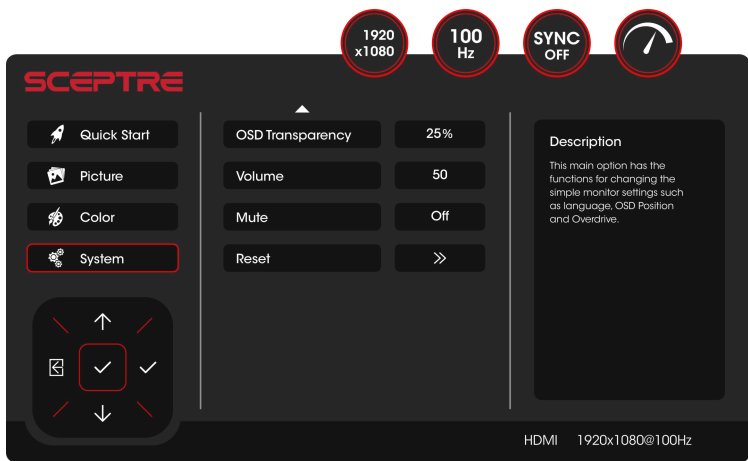 1920
x1080
100
Hz
SYNC
OFF
SCEPTRE
Quick Start
Picture
Color
System
OSD Transparency 25%
Volume 50
Mute Off
Reset
Description
This main option has the
functions for changing the
simple monitor settings such
as language, OSD Position
and Overdrive.
HDMI 1920x1080@100Hz